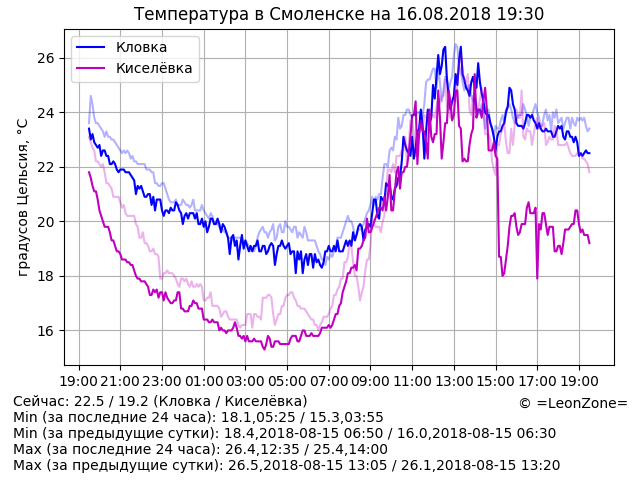 Температура в Смоленске на 16.08.2018 19:30
Кловка
Киселёвка
градусов Цельсия, °C
26
24
22
20
18
16
19:00 21:00 23:00 01:00 03:00 05:00 07:00 09:00 11:00 13:00 15:00 17:00 19:00
Сейчас: 22.5 / 19.2 (Кловка / Киселёвка)
© =LeonZone=
Min (за последние 24 часа): 18.1,05:25 / 15.3,03:55
Min (за предыдущие сутки): 18.4,2018-08-15 06:50 / 16.0,2018-08-15 06:30
Max (за последние 24 часа): 26.4,12:35 / 25.4,14:00
Max (за предыдущие сутки): 26.5,2018-08-15 13:05 / 26.1,2018-08-15 13:20